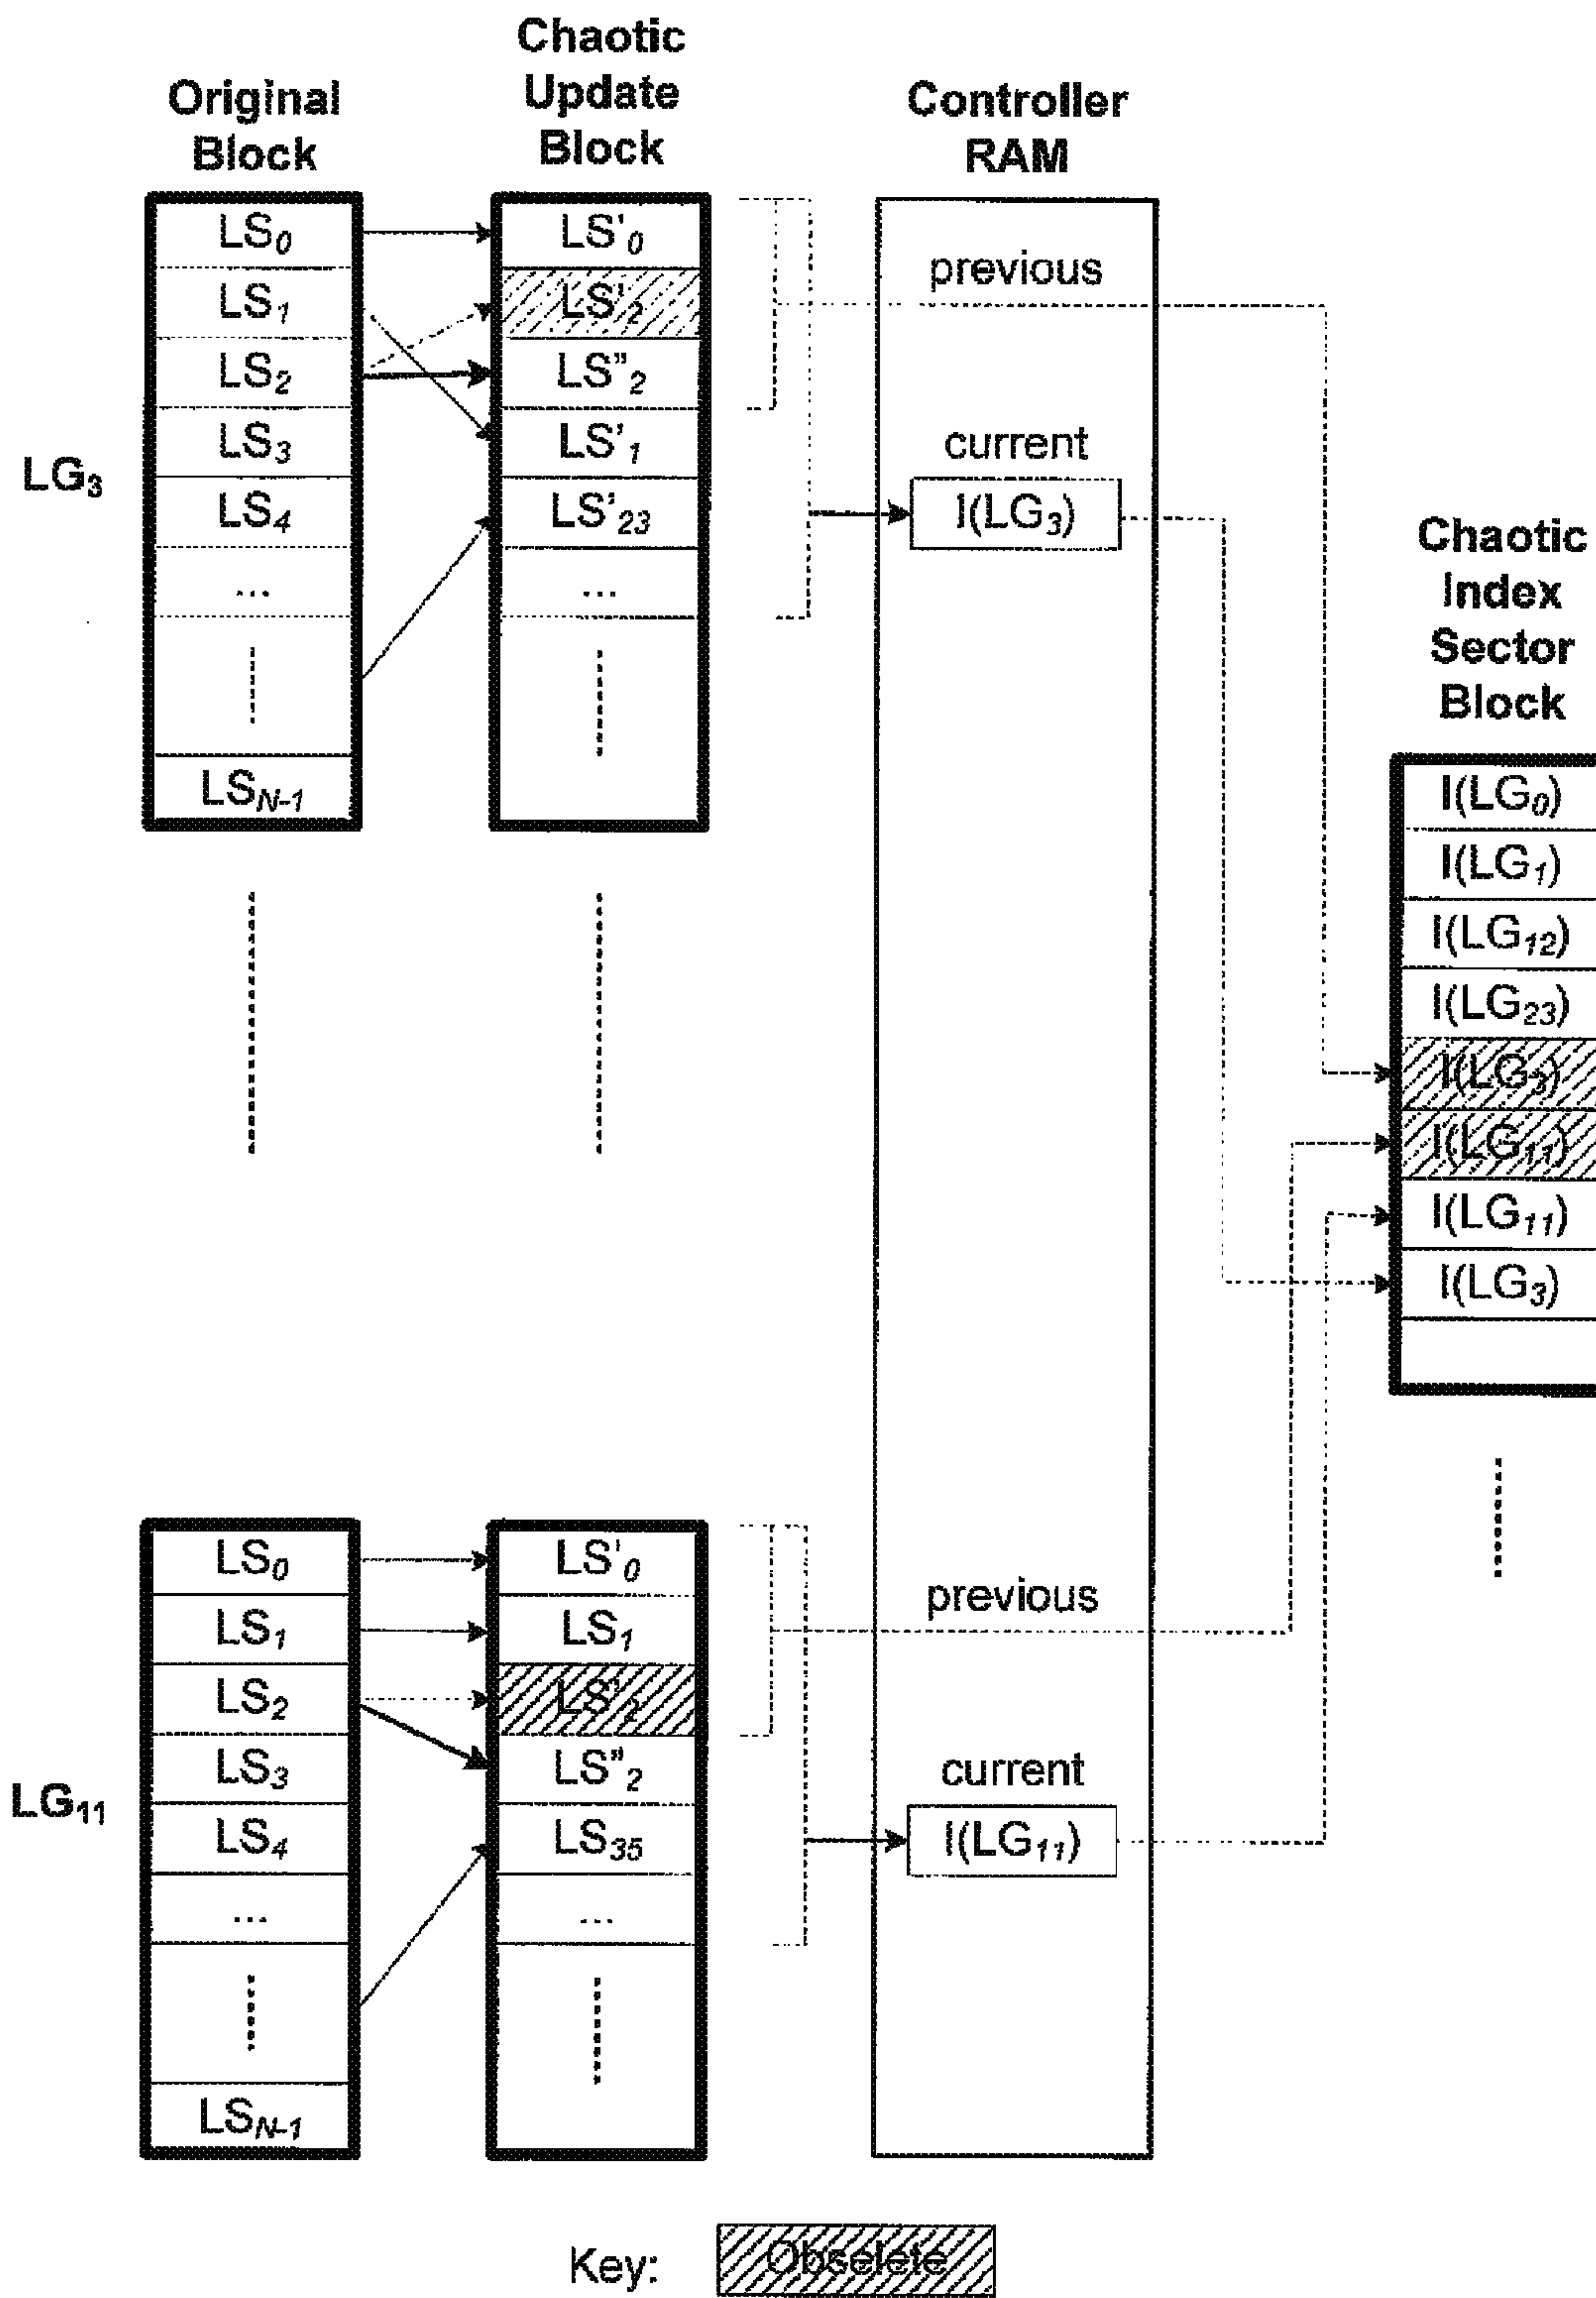 Original
Block
Chaotic
Update
Block
Controller
RAM
Chaotic
Index
Sector
Block
LG3
LS0
LS1
LS2
LS3
LS4
...
LSN-1
LS'0
LS'2
LS"2
LS'1
LS'23
...
previous
current
I(LG3)
I(LG0)
I(LG1)
I(LG12)
I(LG23)
I(LG3)
I(LG11)
I(LG11)
I(LG3)
LG11
LS0
LS1
LS2
LS3
LS4
...
LSN-1
LS'0
LS1
LS'2
LS"2
LS35
...
previous
current
I(LG11)
Key: Obselete